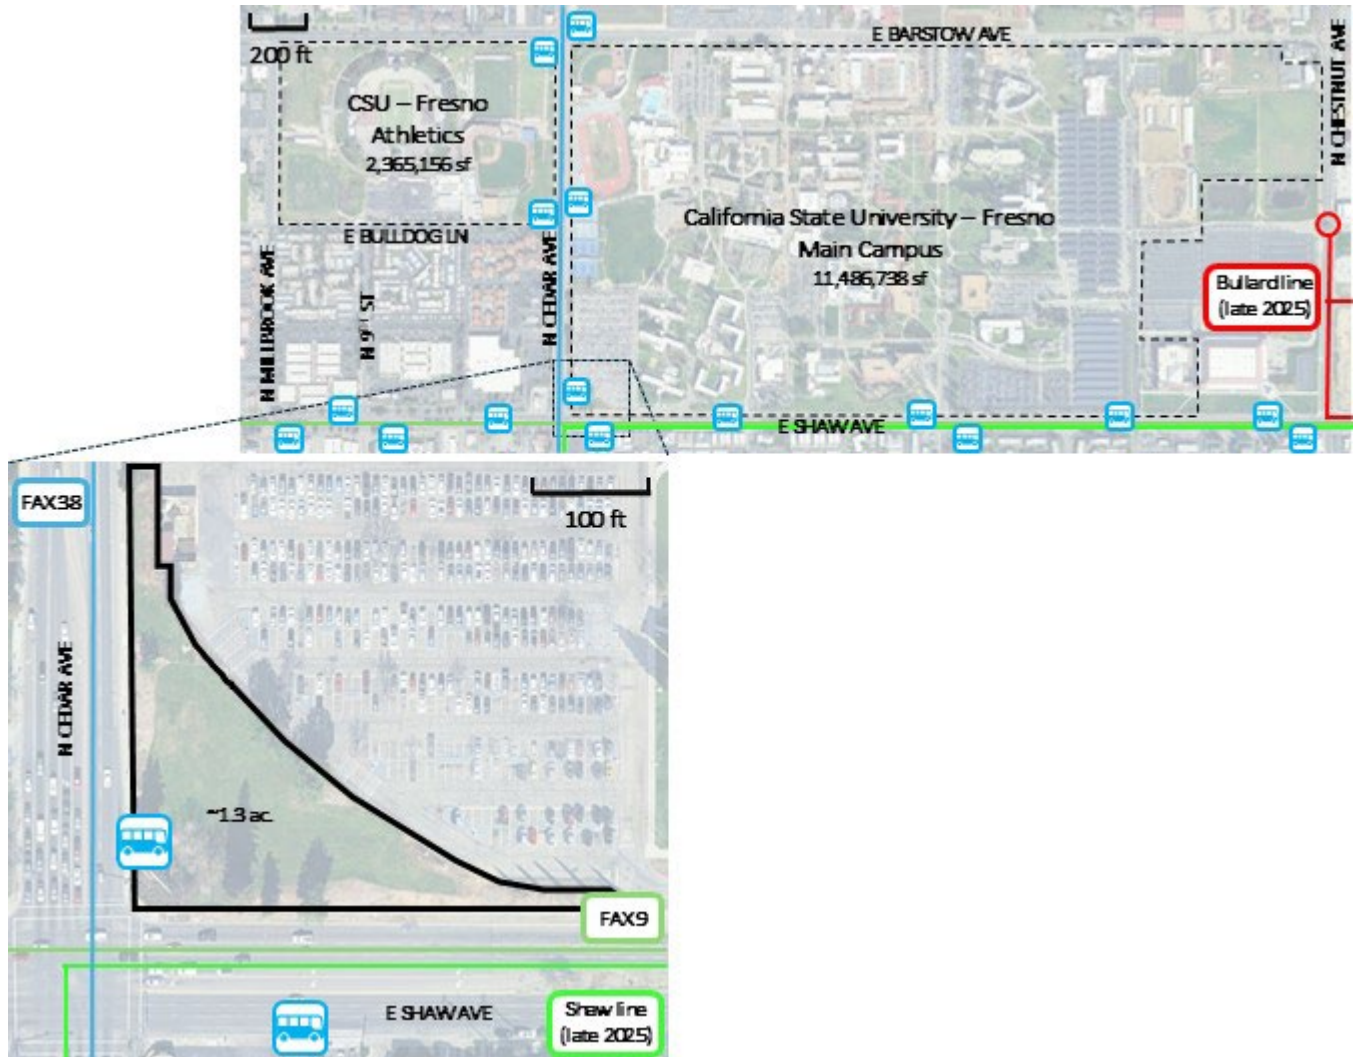 200 ft
E BARSTOW AVE
N CHESTNUT AVE
CSU – Fresno
Athletics
2,365,156 sf
E BULLDOG LN
N MILLBROOK AVE
N 9TH ST
N CEDAR AVE
California State University – Fresno
Main Campus
11,486,738 sf
Bullard line
(late 2025)
E SHAW AVE
FAX38
100 ft
N CEDAR AVE
~1.3 ac.
FAX9
E SHAW AVE
Shaw line
(late 2025)